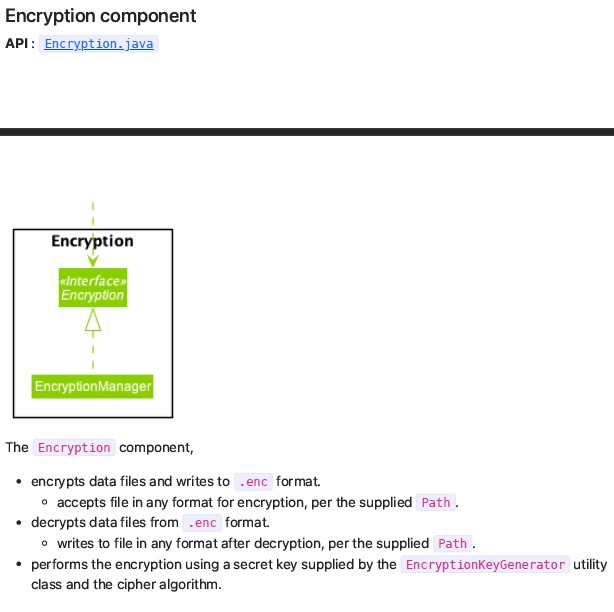 Encryption component
API : Encryption.java
Encryption
«Interface»
Encryption
EncryptionManager
The Encryption component,
• encrypts data files and writes to .enc format.
◦ accepts file in any format for encryption, per the supplied Path .
• decrypts data files from .enc format.
◦ writes to file in any format after decryption, per the supplied Path .
• performs the encryption using a secret key supplied by the EncryptionKeyGenerator utility
class and the cipher algorithm.